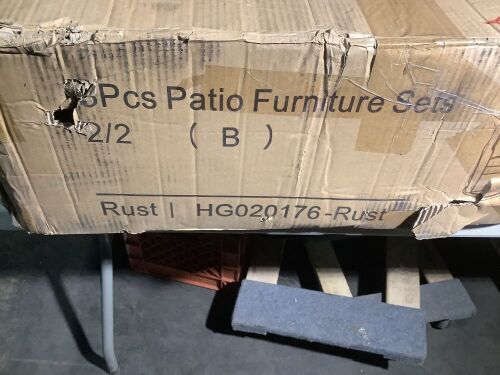 5Pcs Patio Furniture Sets
2/2 ( B )
Rust | HG020176-Rust